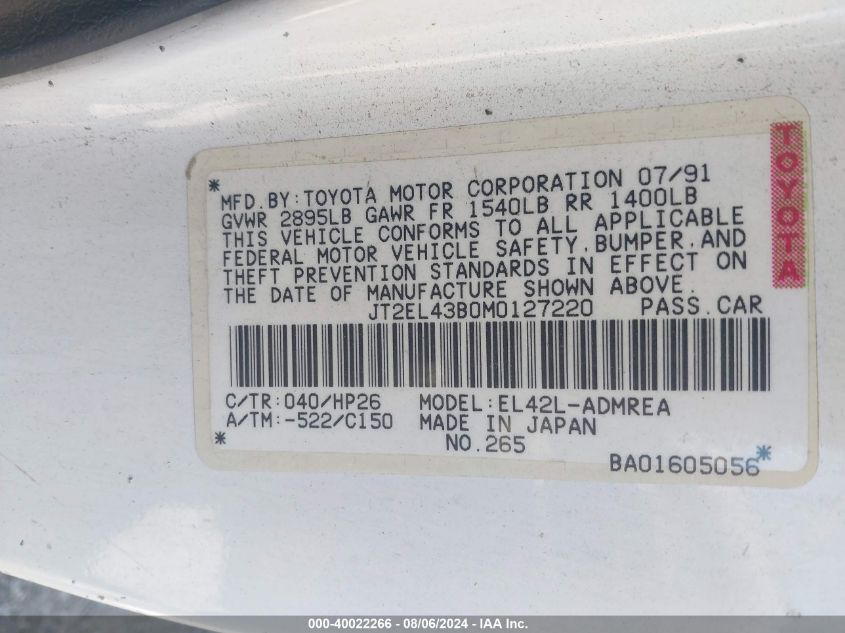 MFD.BY:TOYOTA MOTOR CORPORATION 07/91
GVWR 2895LB GAWR FR 1540LB RR 1400LB
THIS VEHICLE CONFORMS TO ALL APPLICABLE
FEDERAL MOTOR VEHICLE SAFETY,BUMPER,AND
THEFT PREVENTION STANDARDS IN EFFECT ON
THE DATE OF MANUFACTURE SHOWN ABOVE.
JT2EL43B0M0127220 PASS.CAR
TOYOTA
C/TR:040/HP26 MODEL:EL42L-ADMREA
A/TM:-522/C150 MADE IN JAPAN
NO.265
BA01605056
000-40022266 - 08/06/2024 - IAA Inc.